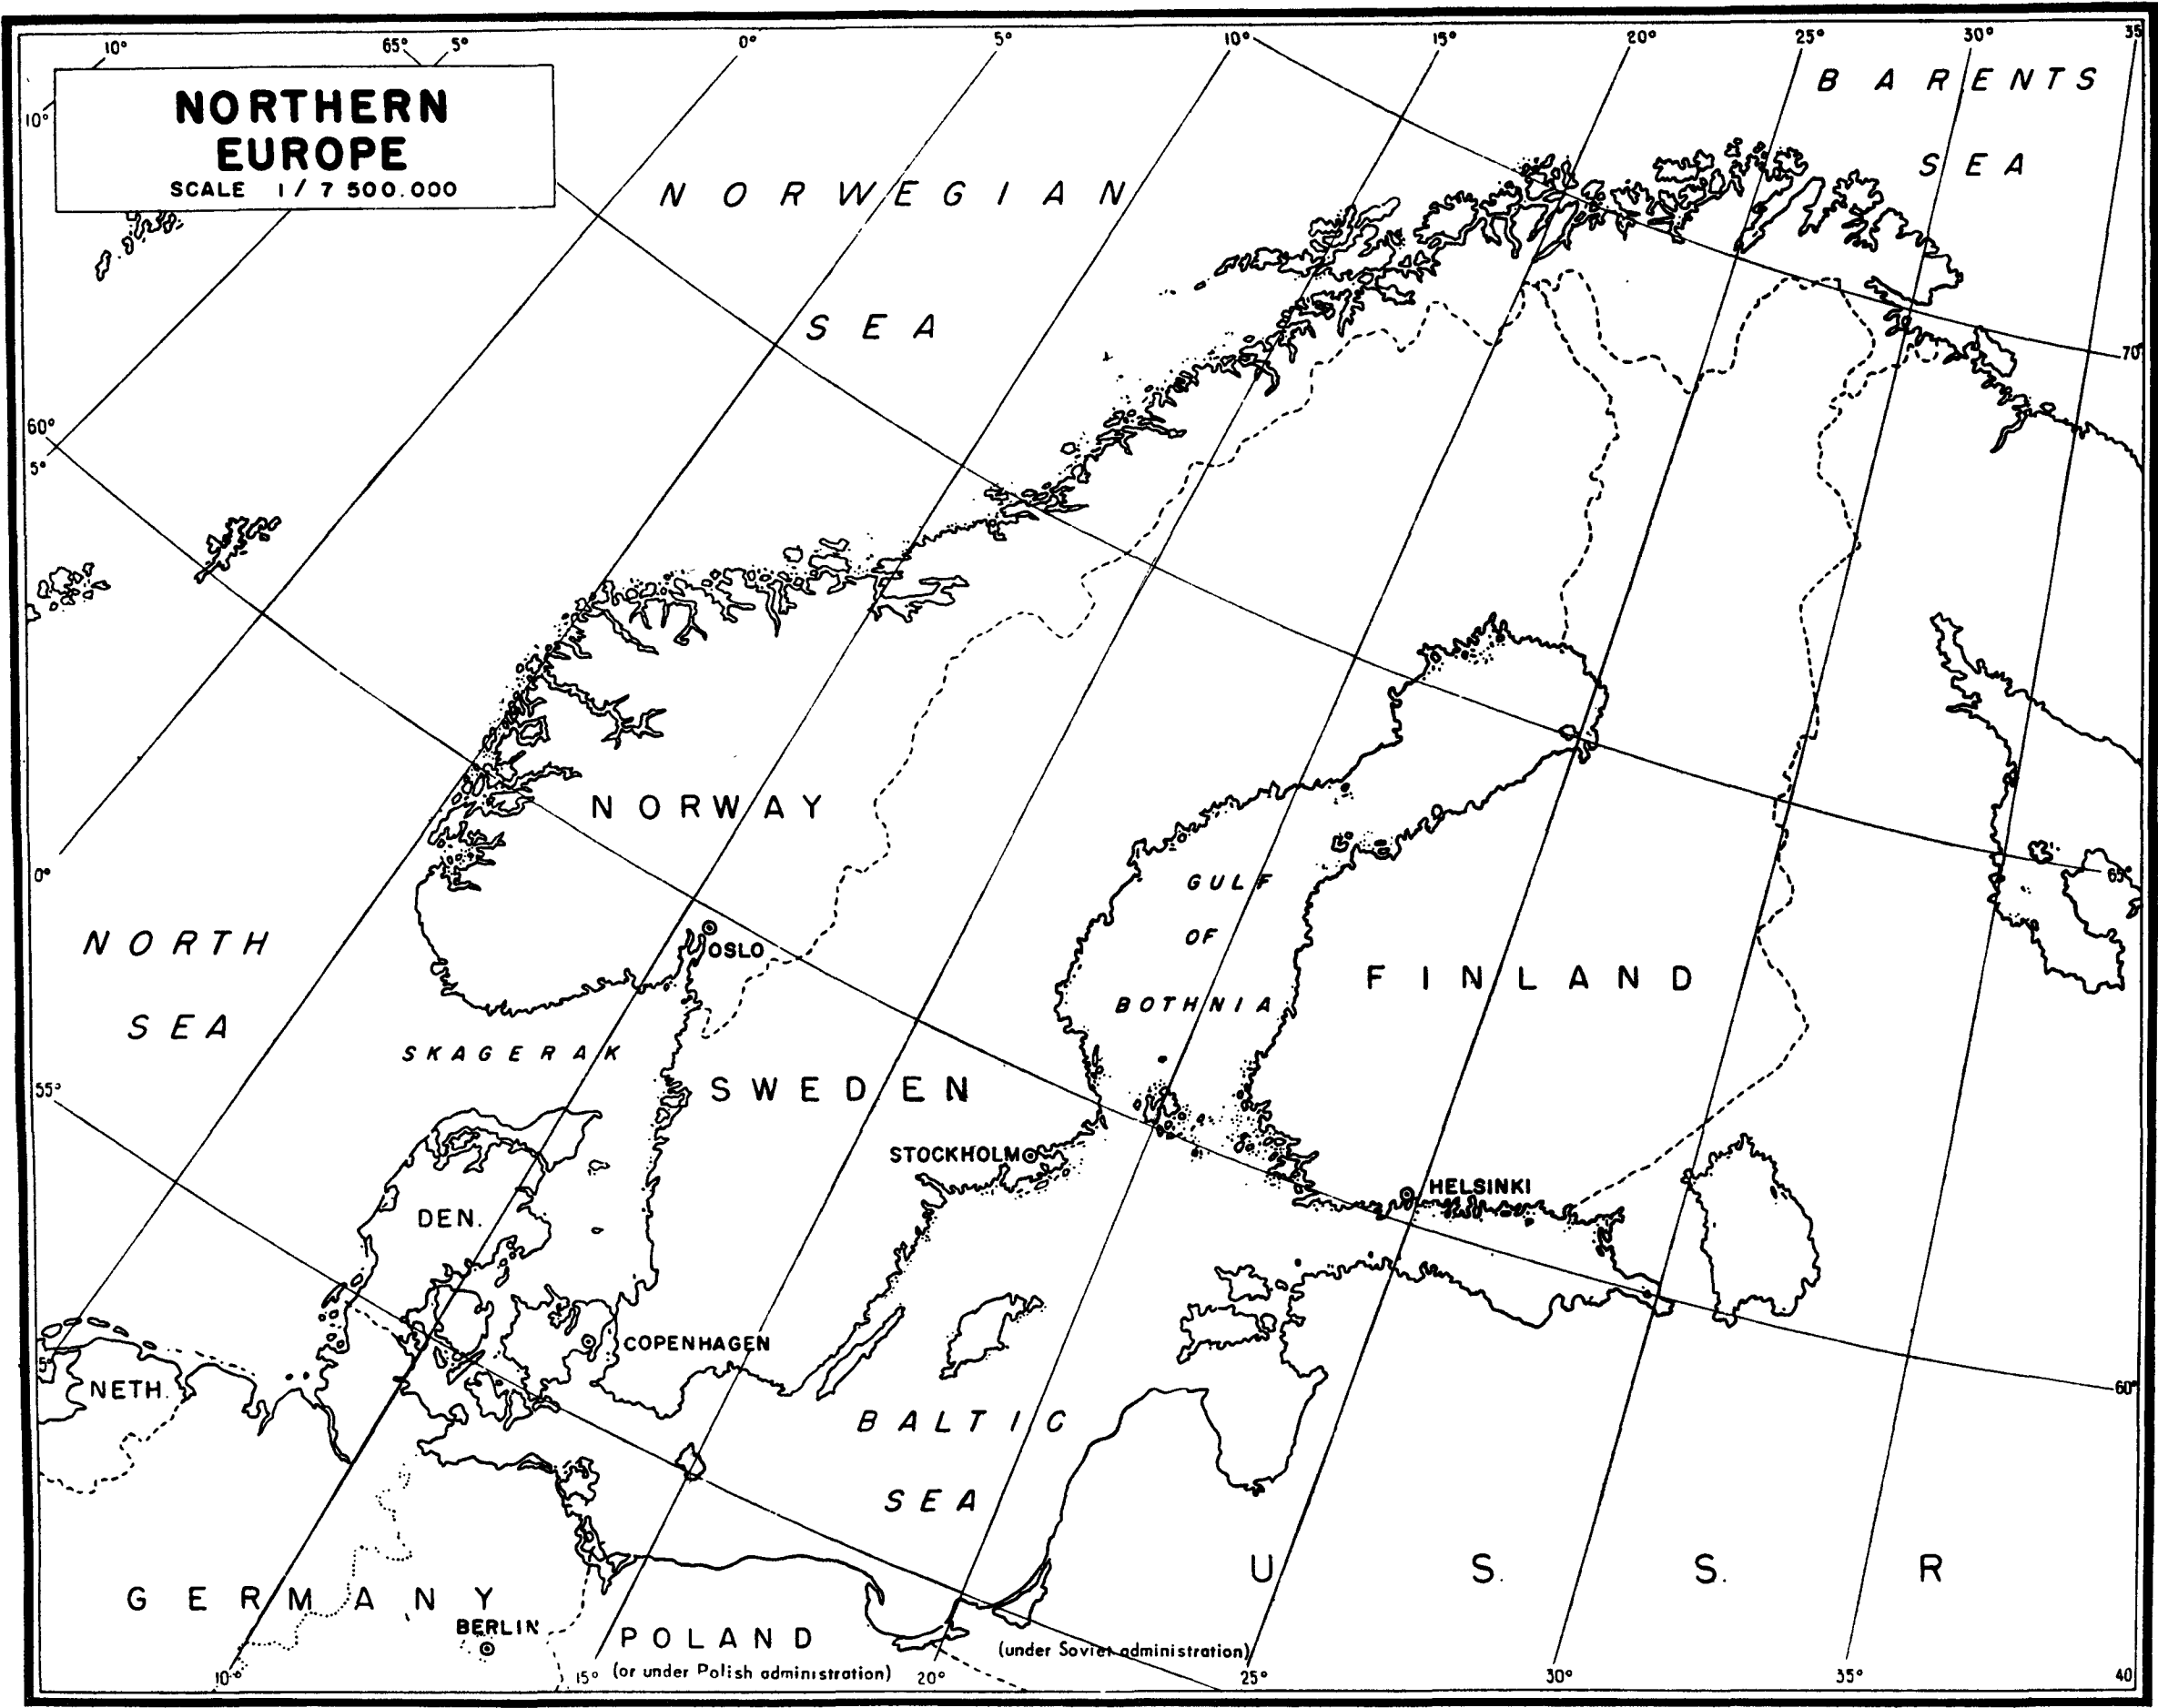 10°
65°
5°
0°
5°
10°
15°
20°
25°
30°
35
NORTHERN
EUROPE
SCALE 1/ 7 500.000
10°
BARENTS
SEA
NORWEGIAN
SEA
70°
60°
5°
NORWAY
0°
65°
GULF
OF
BOTHNIA
NORTH
SEA
OSLO
FINLAND
SKAGERAK
SWEDEN
55°
STOCKHOLM
HELSINKI
DEN.
COPENHAGEN
5°
NETH.
60°
BALTIC
SEA
U. S. S. R
GERMANY
BERLIN
POLAND
(or under Polish administration)
(under Soviet administration)
10°
15°
20°
25°
30°
35°
40